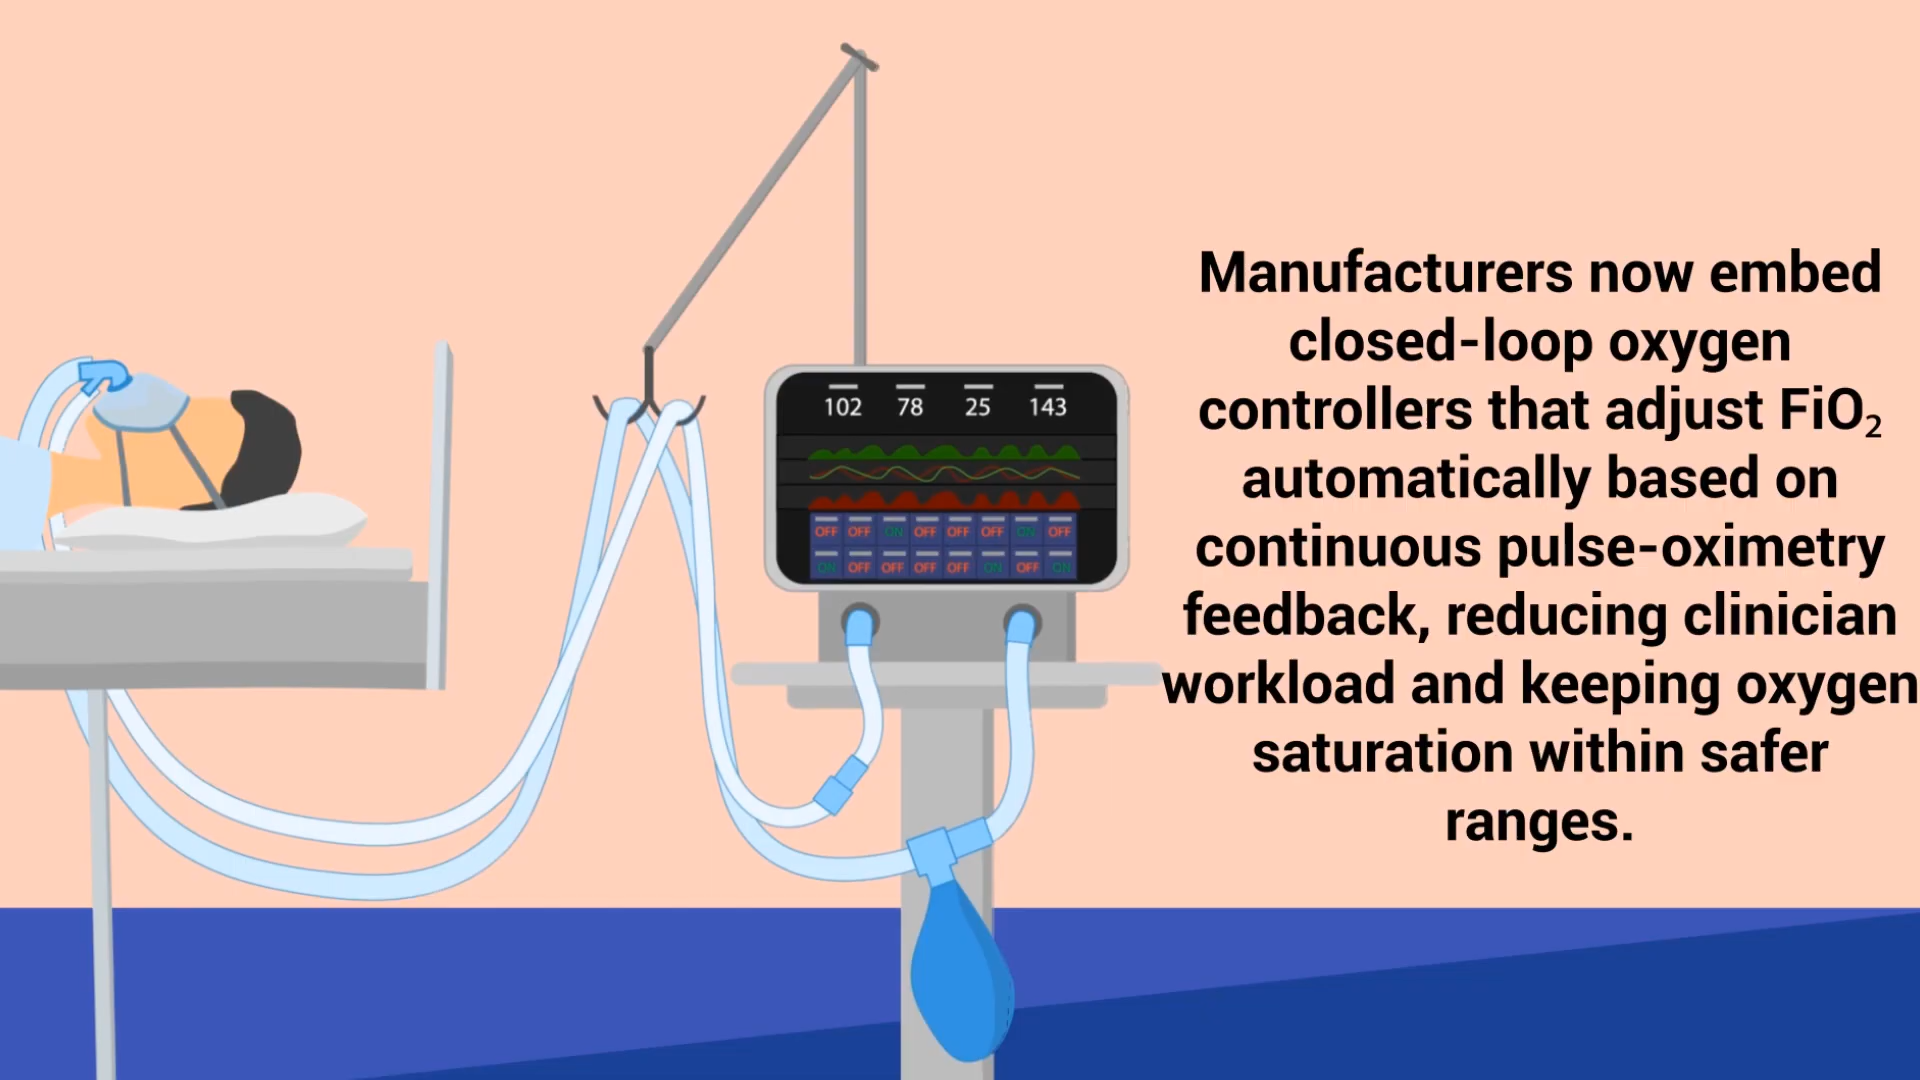 102 78 25 143
OFF OFF ON OFF OFF OFF ON OFF
ON OFF OFF OFF OFF ON OFF ON
Manufacturers now embed
closed-loop oxygen
controllers that adjust FiO₂
automatically based on
continuous pulse-oximetry
feedback, reducing clinician
workload and keeping oxygen
saturation within safer
ranges.